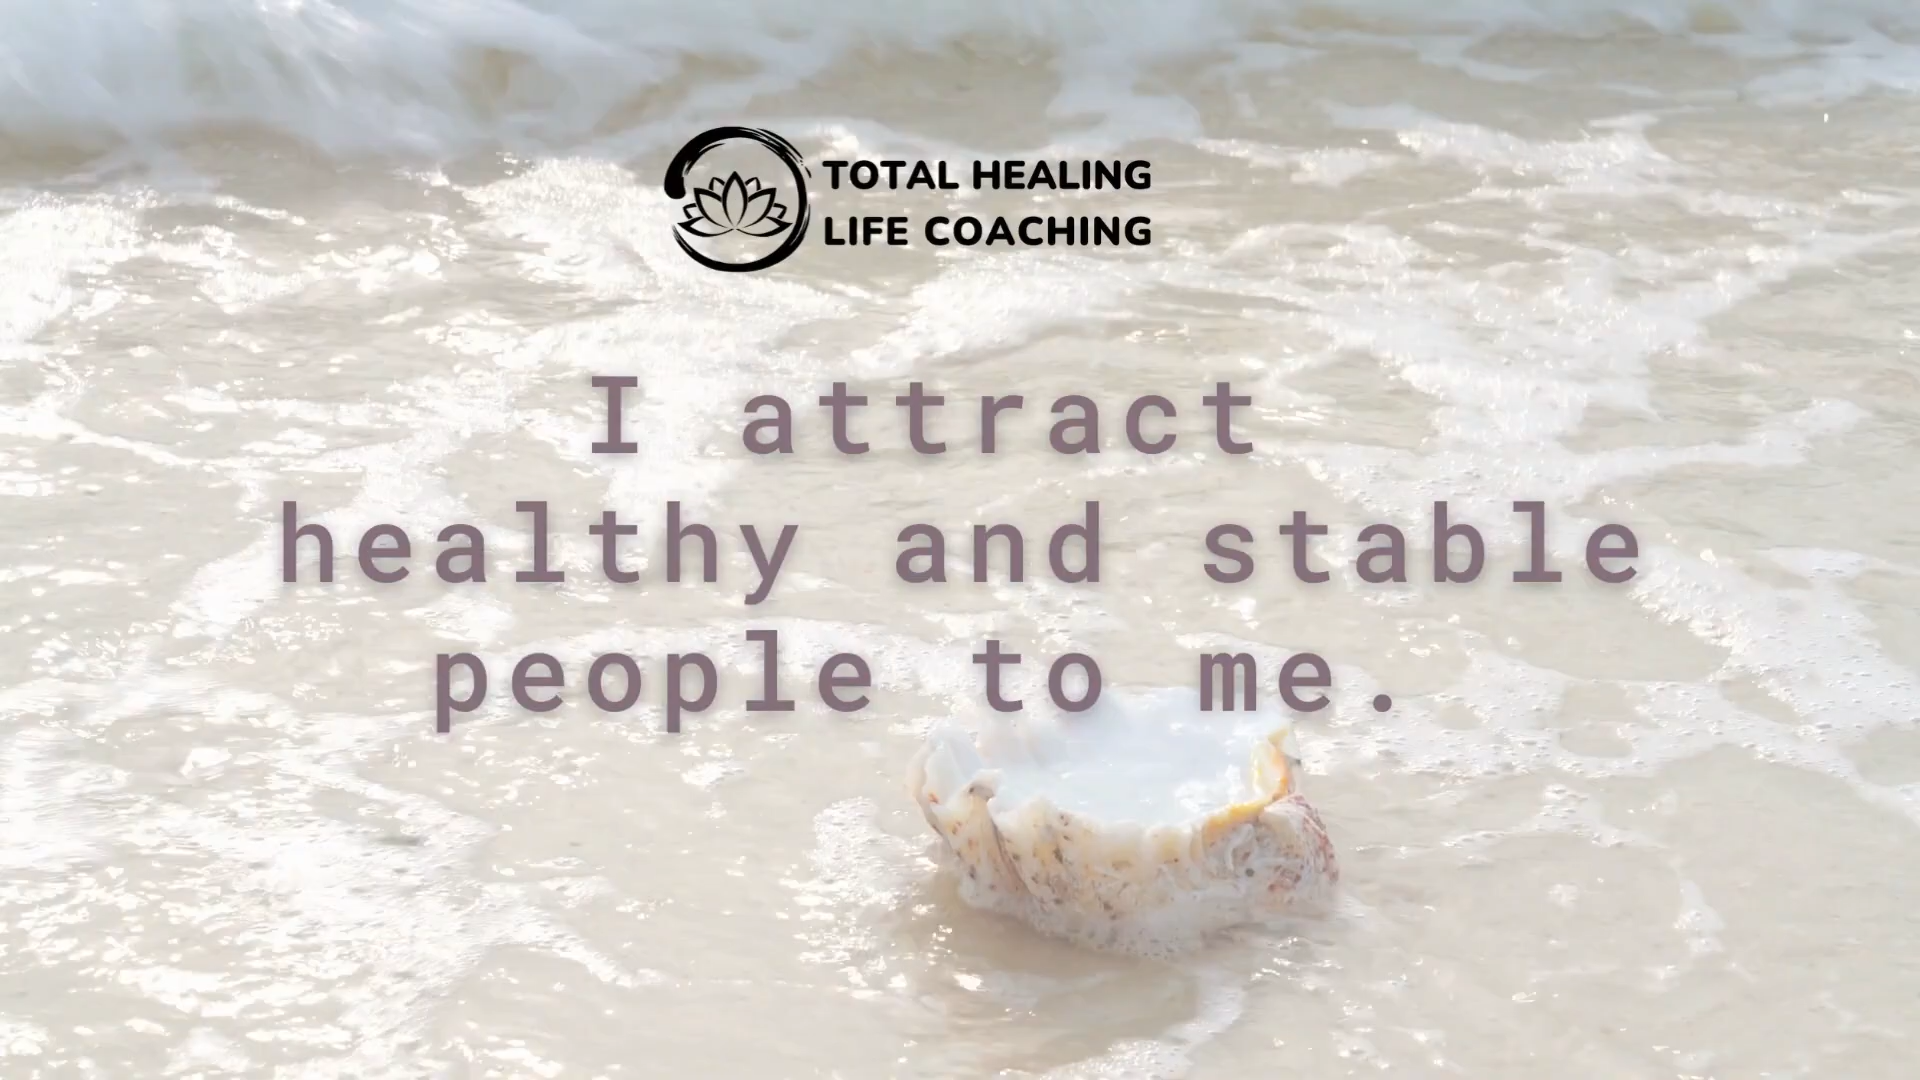 TOTAL HEALING
LIFE COACHING
I attract
healthy and stable
people to me.